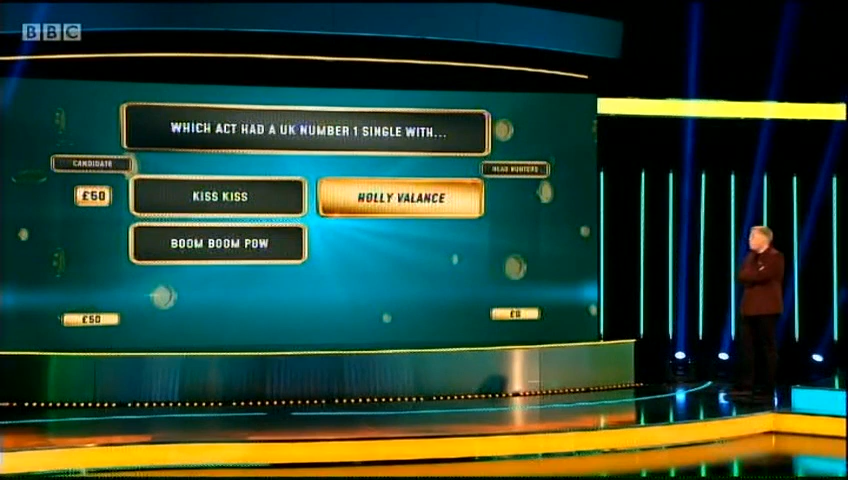 BBC
WHICH ACT HAD A UK NUMBER 1 SINGLE WITH...
CANDIDATE
HEAD HUNTERS
£50
KISS KISS
HOLLY VALANCE
BOOM BOOM POW
£50
£0